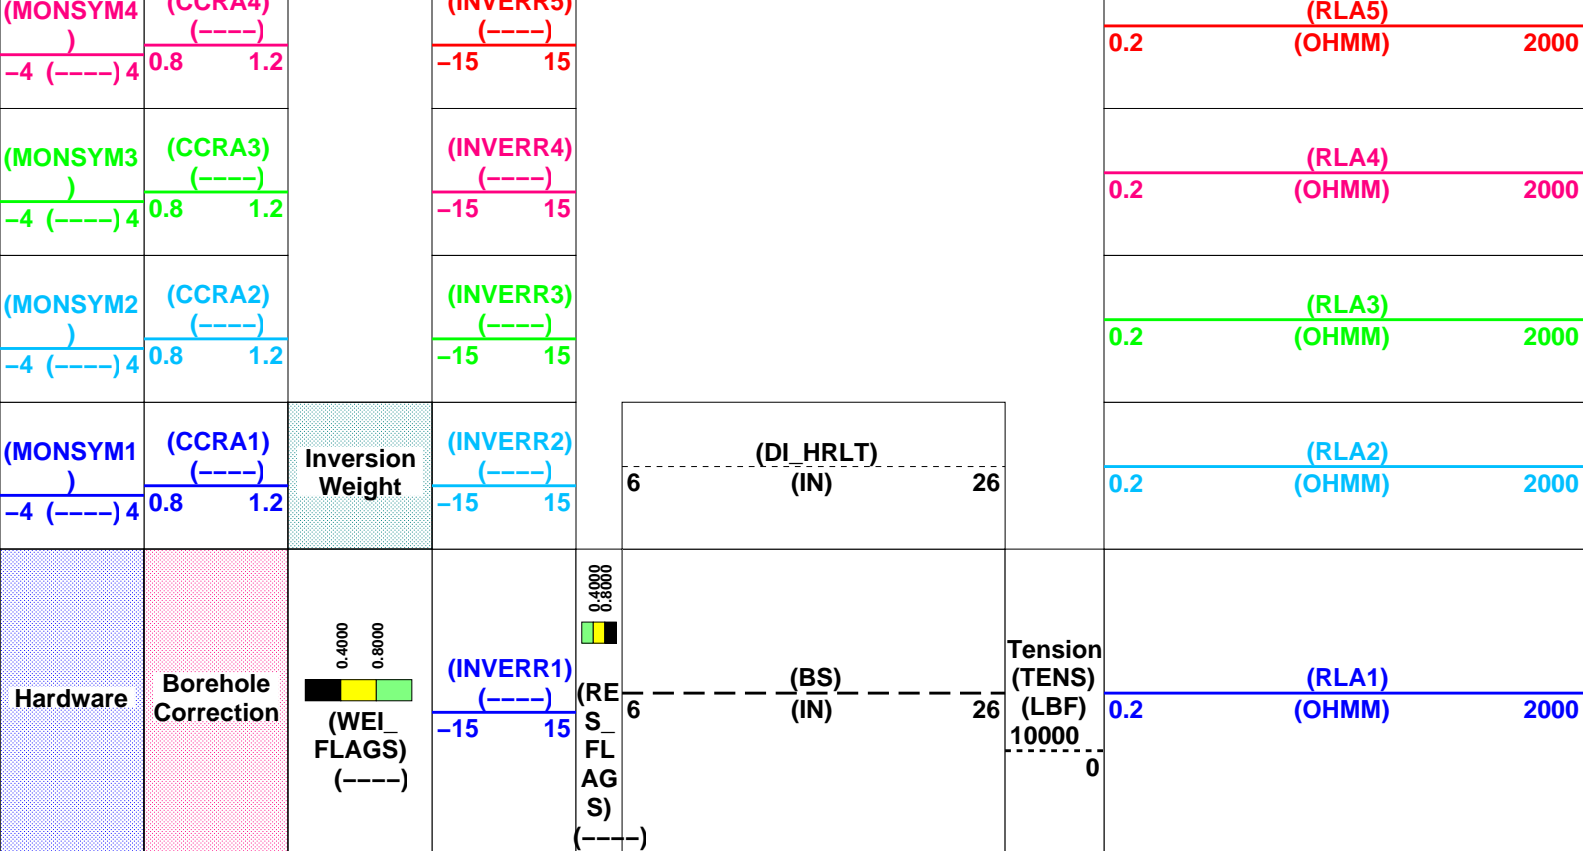 (MONSYM4
)
−4 (−−−−) 4
(CCRA4)
(−−−−)
0.8 1.2
(INVERR5)
(−−−−)
−15 15
(RLA5)
0.2 (OHMM) 2000
(MONSYM3
)
−4 (−−−−) 4
(CCRA3)
(−−−−)
0.8 1.2
(INVERR4)
(−−−−)
−15 15
(RLA4)
0.2 (OHMM) 2000
(MONSYM2
)
−4 (−−−−) 4
(CCRA2)
(−−−−)
0.8 1.2
(INVERR3)
(−−−−)
−15 15
(RLA3)
0.2 (OHMM) 2000
(MONSYM1
)
−4 (−−−−) 4
(CCRA1)
(−−−−)
0.8 1.2
Inversion
Weight
(INVERR2)
(−−−−)
−15 15
(DI_HRLT)
6 (IN) 26
(RLA2)
0.2 (OHMM) 2000
Hardware
Borehole
Correction
0.4000
0.8000
(WEI_
FLAGS)
(−−−−)
(INVERR1)
(−−−−)
−15 15
0.4000
0.8000
(RE
S_
FL
AG
S)
(−−−−)
(BS)
6 (IN) 26
Tension
(TENS)
(LBF)
10000
0
(RLA1)
0.2 (OHMM) 2000